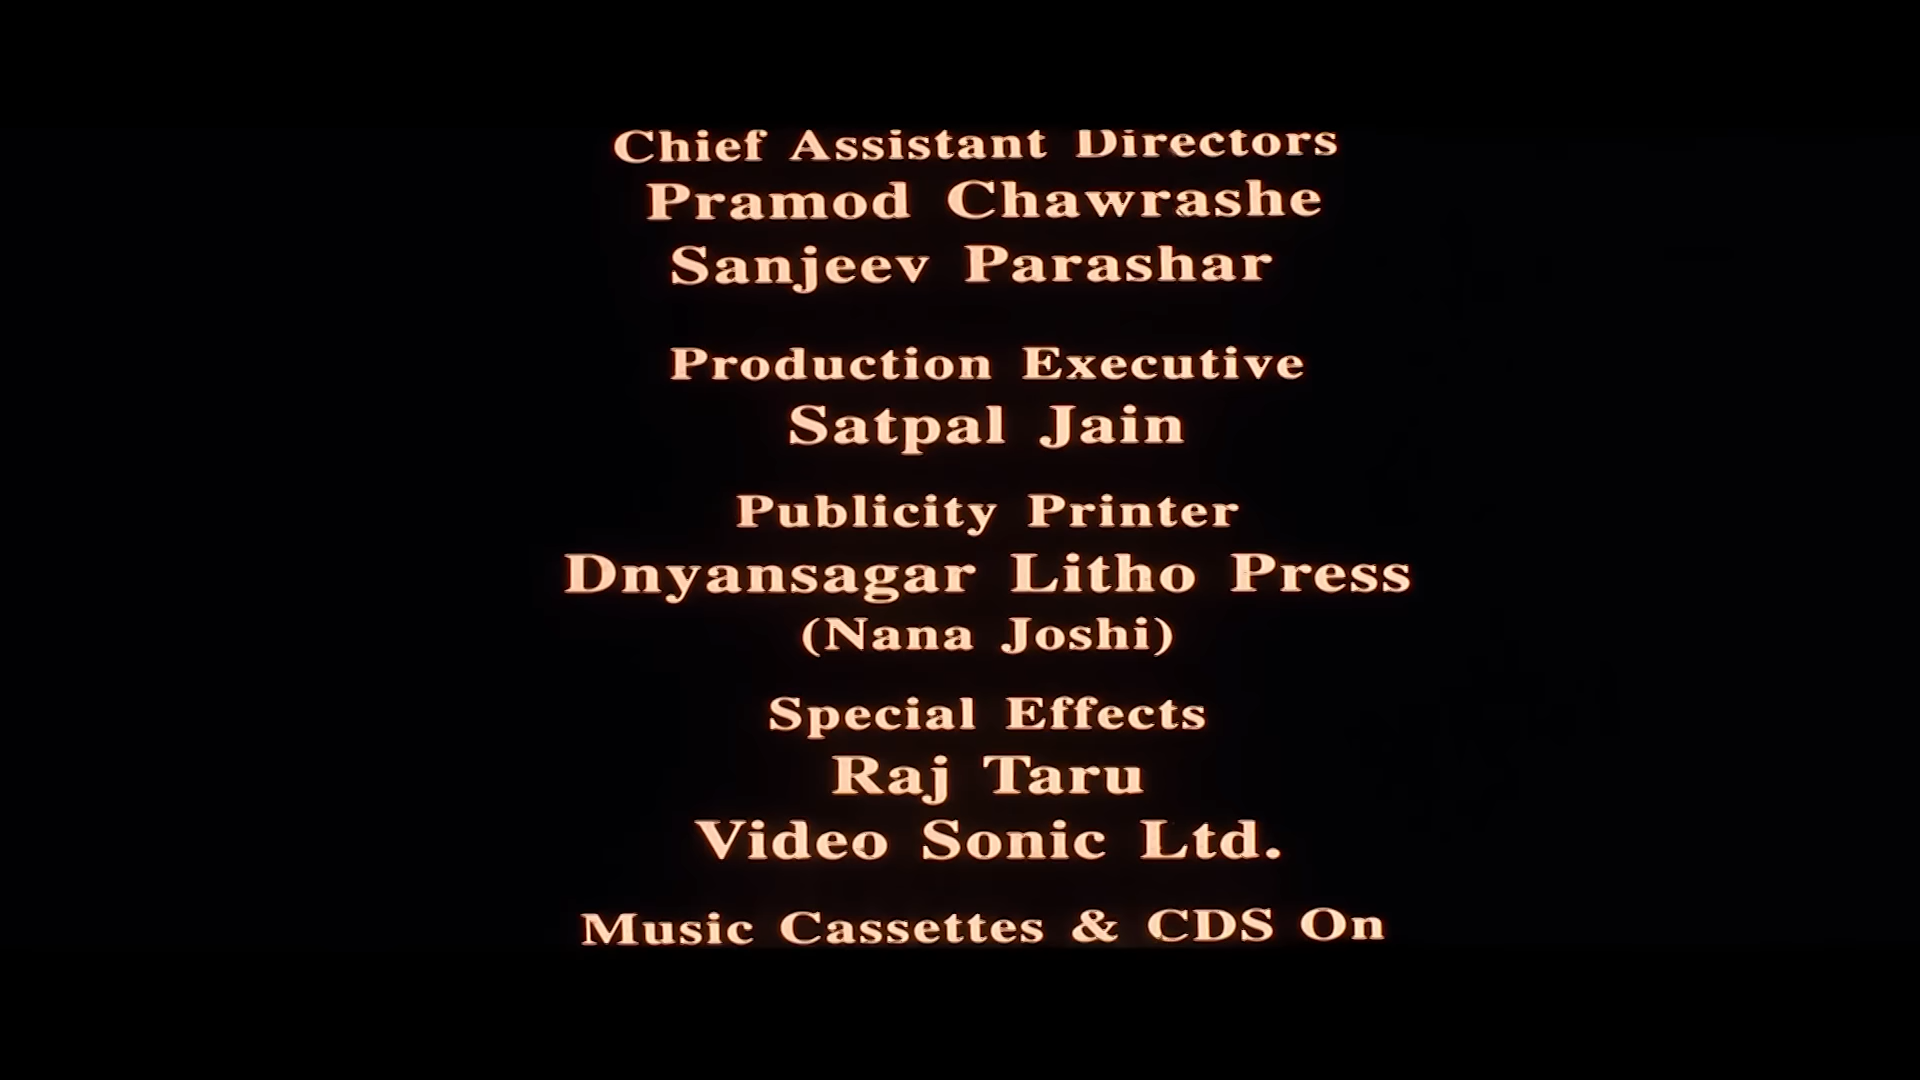 Chief Assistant Directors
Pramod Chawrashe
Sanjeev Parashar
Production Executive
Satpal Jain
Publicity Printer
Dnyansagar Litho Press
(Nana Joshi)
Special Effects
Raj Taru
Video Sonic Ltd.
Music Cassettes & CDS On